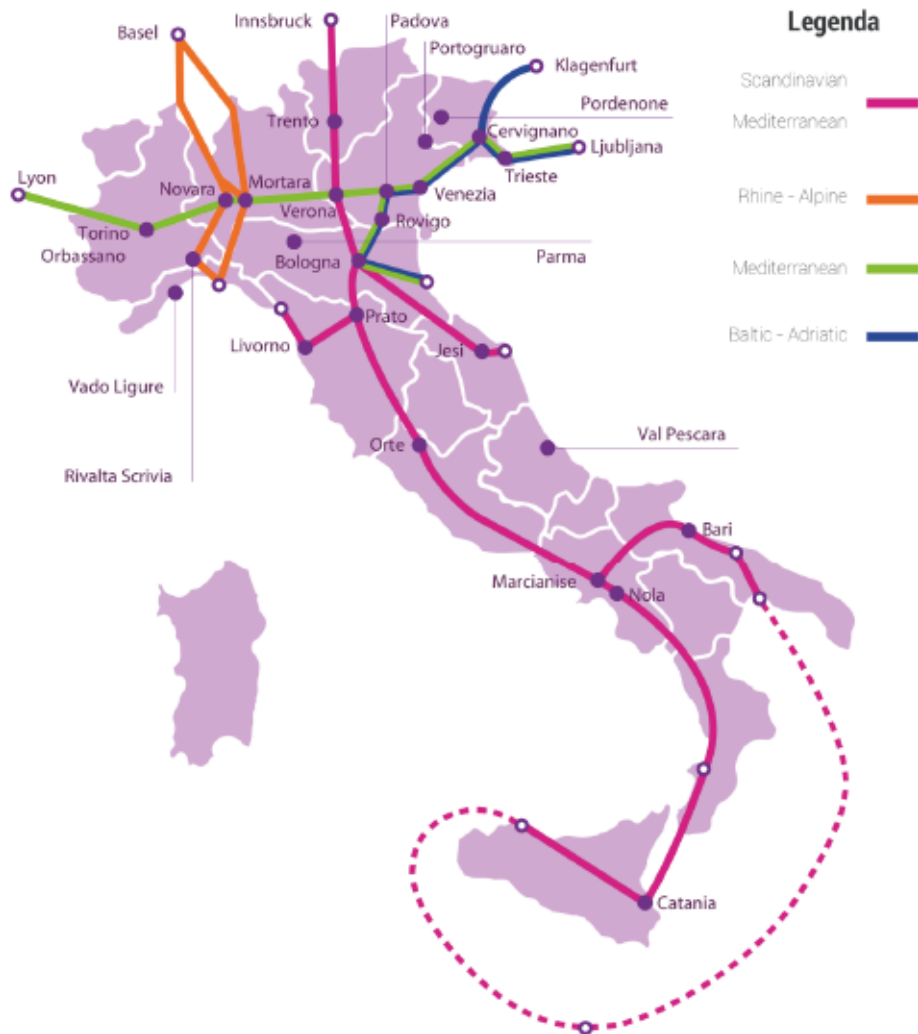 Legenda
Scandinavian
Mediterranean
Rhine - Alpine
Mediterranean
Baltic - Adriatic
Innsbruck
Padova
Basel
Portogruaro
Klagenfurt
Pordenone
Trento
Cervignano
Ljubljana
Trieste
Lyon
Novara
Mortara
Verona
Venezia
Rovigo
Torino
Orbassano
Bologna
Parma
Prato
Livorno
Jesi
Vado Ligure
Orte
Val Pescara
Rivalta Scrivia
Bari
Marcianise
Nola
Catania